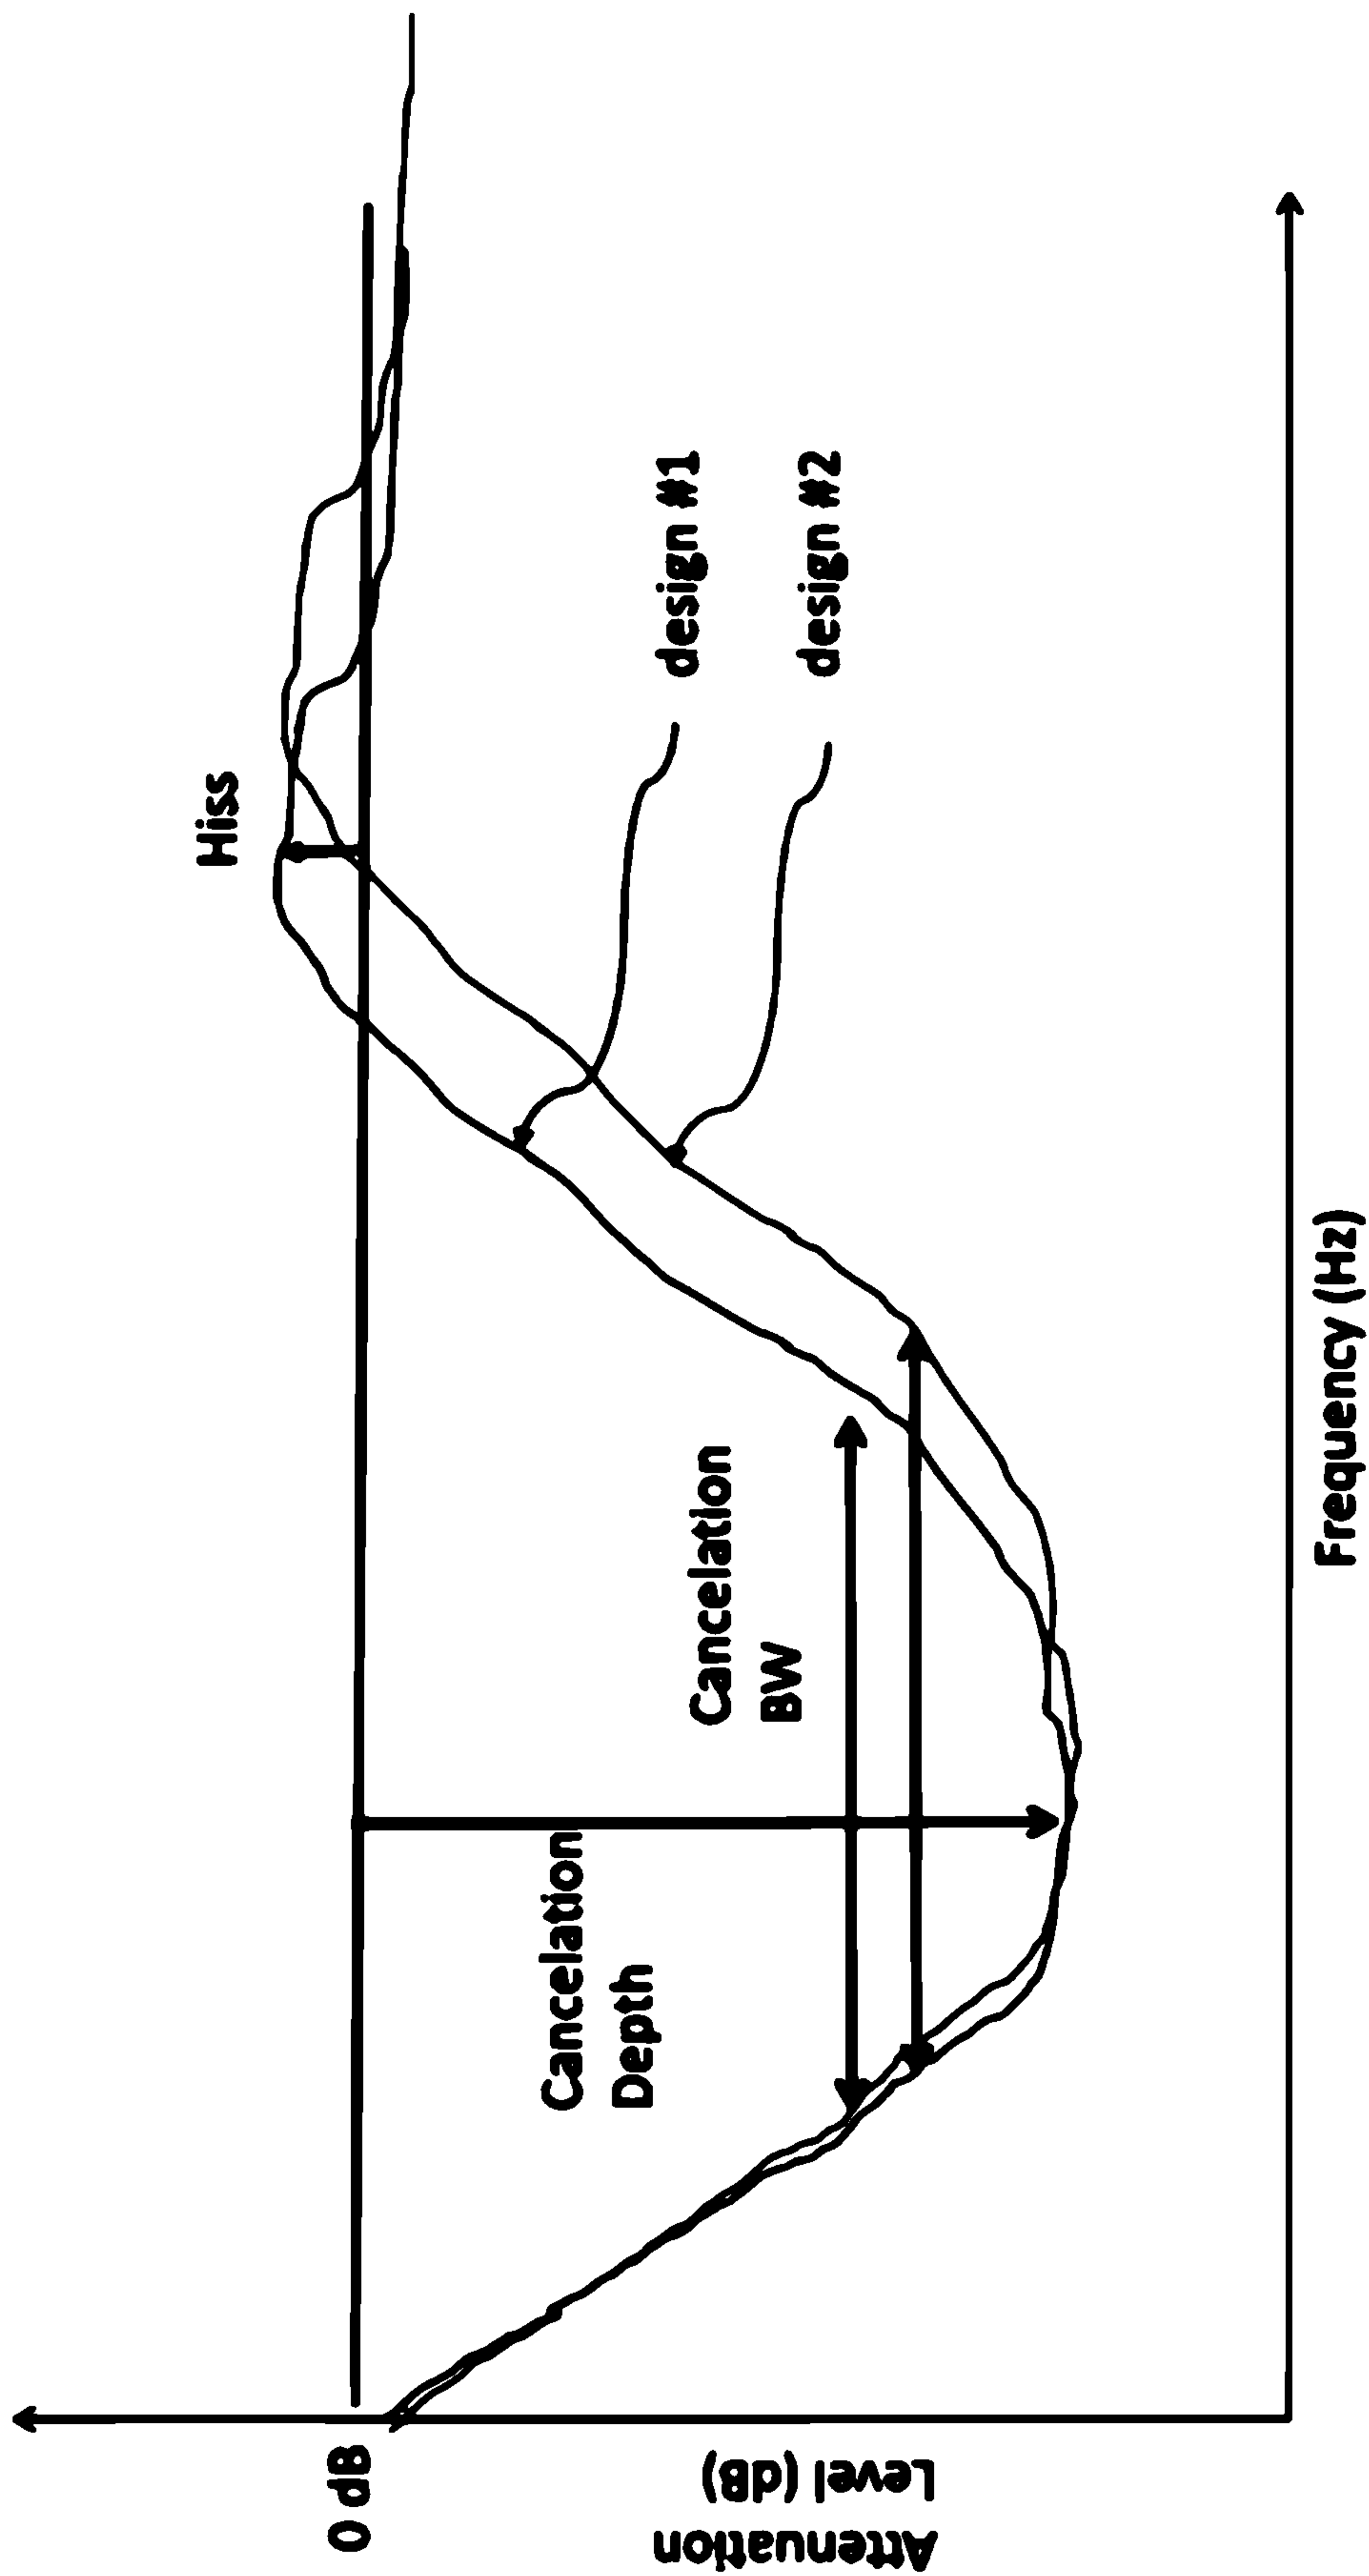 Hiss
0 dB
design #1
design #2
Cancelation
Depth
Cancelation
BW
Attenuation
Level (dB)
Frequency (Hz)